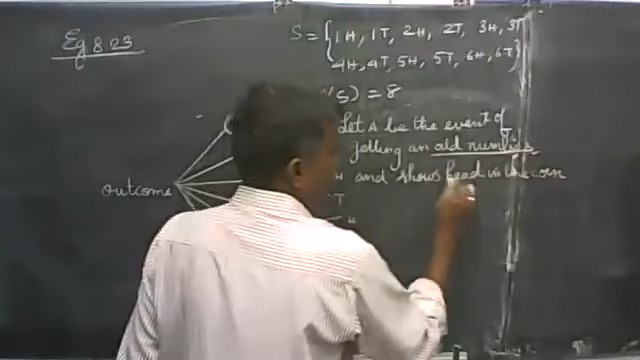 Eg 8.23
S = {1H, 1T, 2H, 2T, 3H, 3T
4H, 4T, 5H, 5T, 6H, 6T}
(S) = 8
Let A be the event of
an odd number
and shows head in the coin
outcome
H
T
H